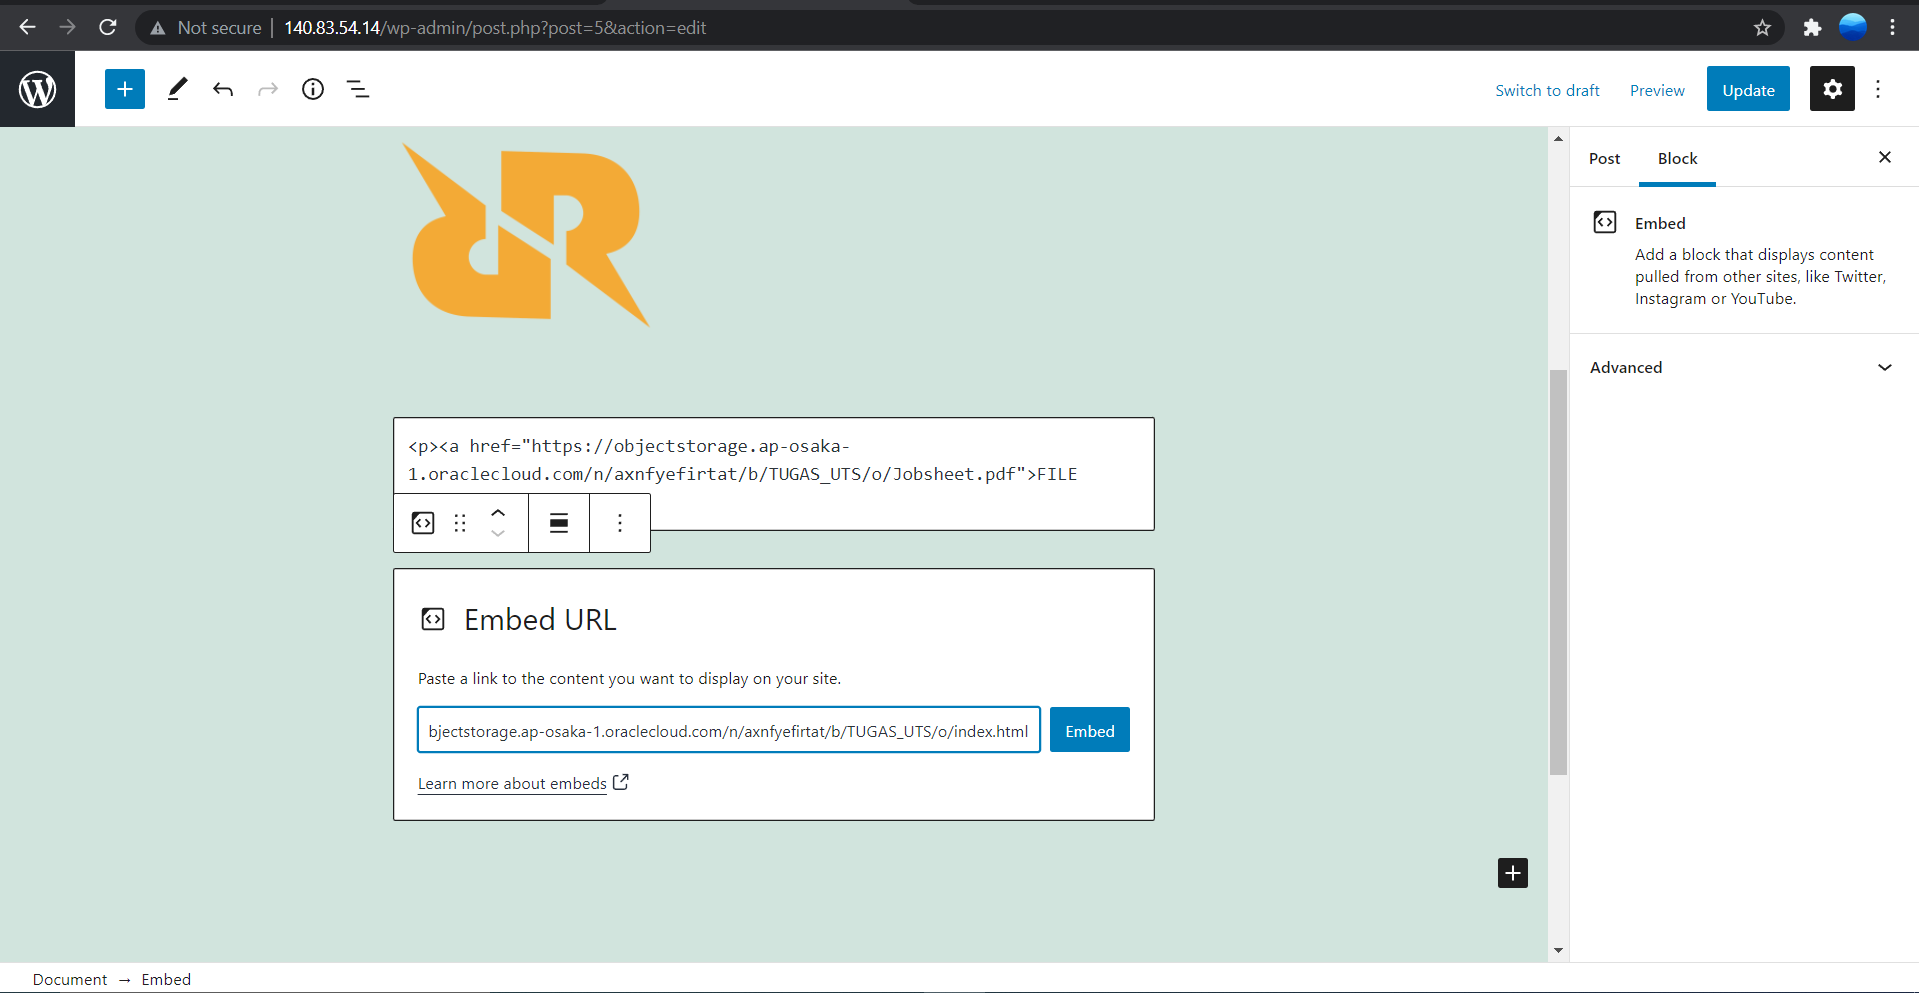 Not secure | 140.83.54.14/wp-admin/post.php?post=5&action=edit
Switch to draft
Preview
Update
Post
Block
Embed
Add a block that displays content
pulled from other sites, like Twitter,
Instagram or YouTube.
Advanced
<p><a href="https://objectstorage.ap-osaka-
1.oraclecloud.com/n/axnfyefirtat/b/TUGAS_UTS/o/Jobsheet.pdf">FILE
Embed URL
Paste a link to the content you want to display on your site.
bjectstorage.ap-osaka-1.oraclecloud.com/n/axnfyefirtat/b/TUGAS_UTS/o/index.html
Embed
Learn more about embeds
Document → Embed